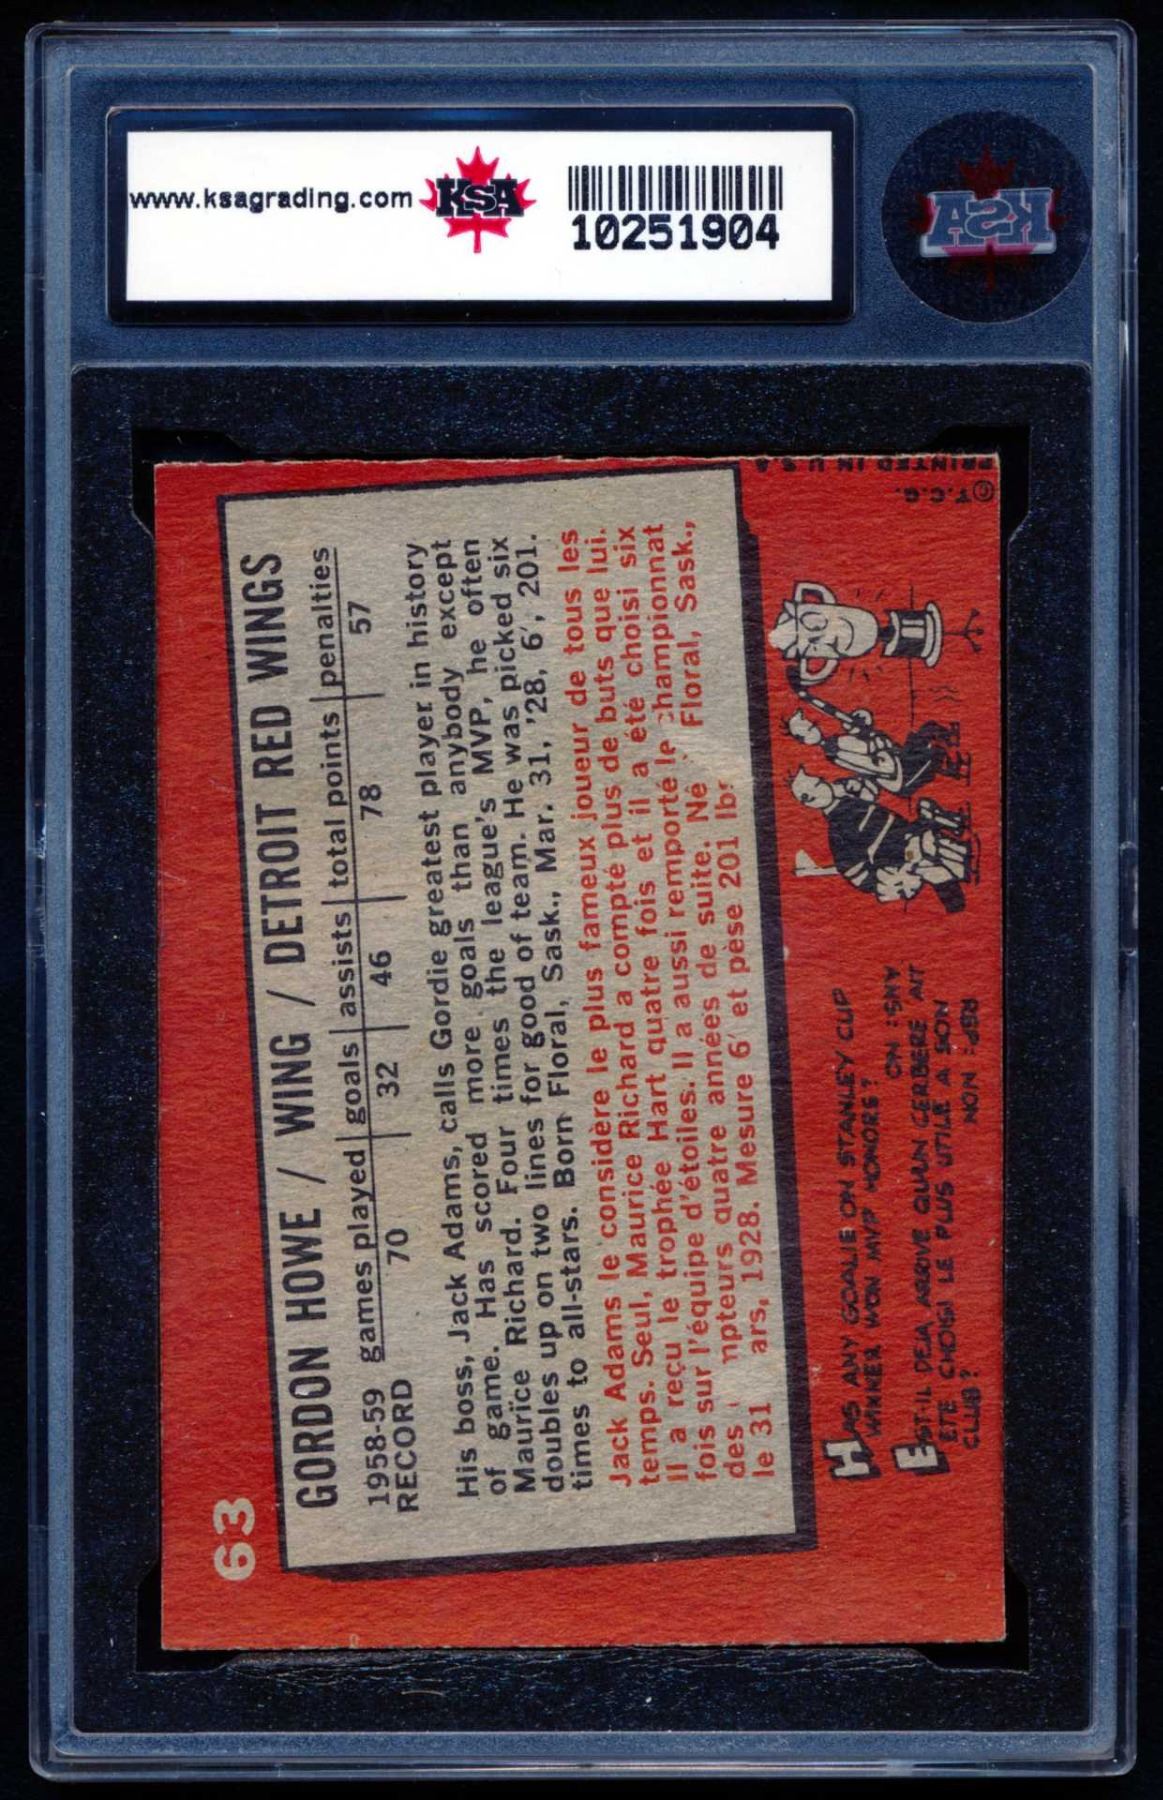 www.ksagrading.com
KSA
10251904
KSA
63
GORDON HOWE / WING / DETROIT RED WINGS
1958-59 games played goals assists total points penalties
RECORD 70 32 46 78 57
His boss, Jack Adams, calls Gordie greatest player in history
of game. Has scored more goals than anybody except
Maurice Richard. Four times the league's MVP, he often
doubles up on two lines for good of team. He was picked six
times to all-stars. Born Floral, Sask., Mar. 31, '28, 6', 201.
Jack Adams le considère le plus fameux joueur de tous les
temps. Seul, Maurice Richard a compté plus de buts que lui.
Il a reçu le trophée Hart quatre fois et il a été choisi six
fois sur l'équipe d'étoiles. Il a aussi remporté le championnat
des mpteurs quatre années de suite. Né Floral, Sask.,
le 31 ars, 1928. Mesure 6' et pèse 201 lbs
HAS ANY GOALIE ON STANLEY CUP
WINNER WON MVP HONORS?
ANS: NO
EST-IL DEJA ARRIVE QU'UN CERBERE AIT
ETE CHOISI LE PLUS UTILE A SON
CLUB?
REP: NON
© T.C.G.
PRINTED IN U.S.A.